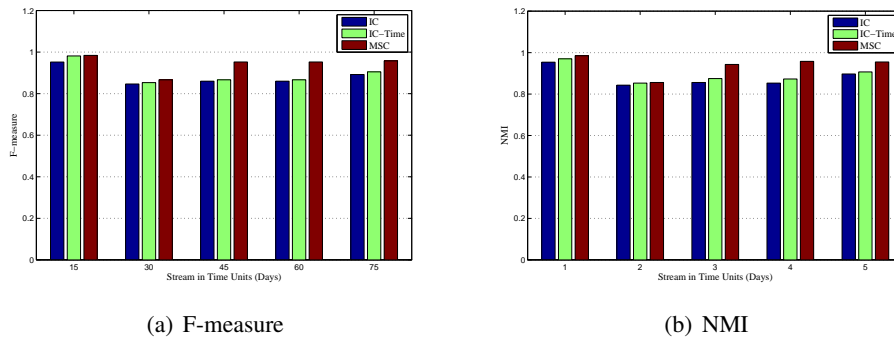 1.2
1
0.8
0.6
0.4
0.2
0
F-measure
IC
IC-Time
MSC
15 30 45 60 75
Stream in Time Units (Days)
(a) F-measure
1.2
1
0.8
0.6
0.4
0.2
0
NMI
IC
IC-Time
MSC
1 2 3 4 5
Stream in Time Units (Days)
(b) NMI